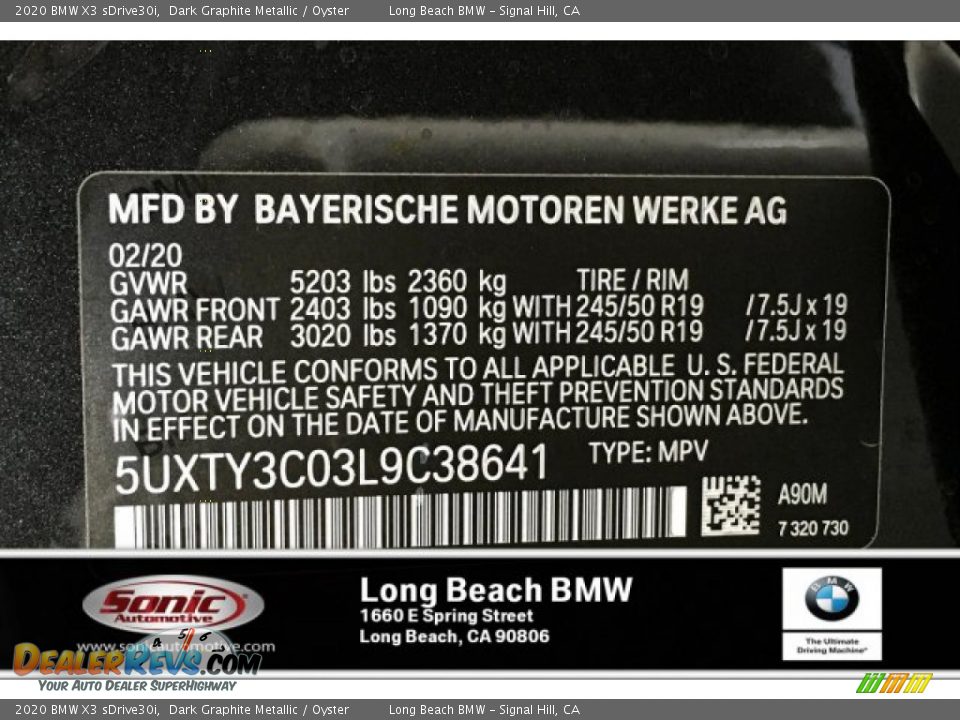 2020 BMW X3 sDrive30i, Dark Graphite Metallic / Oyster Long Beach BMW - Signal Hill, CA
MFD BY BAYERISCHE MOTOREN WERKE AG
02/20
GVWR 5203 lbs 2360 kg TIRE / RIM
GAWR FRONT 2403 lbs 1090 kg WITH 245/50 R19 /7.5J x 19
GAWR REAR 3020 lbs 1370 kg WITH 245/50 R19 /7.5J x 19
THIS VEHICLE CONFORMS TO ALL APPLICABLE U. S. FEDERAL
MOTOR VEHICLE SAFETY AND THEFT PREVENTION STANDARDS
IN EFFECT ON THE DATE OF MANUFACTURE SHOWN ABOVE.
5UXTY3C03L9C38641 TYPE: MPV
A90M
7 320 730
Sonic
Automotive
www.sonicautomotive.com
Long Beach BMW
1660 E Spring Street
Long Beach, CA 90806
BMW
The Ultimate
Driving Machine®
4 5 6
DEALERREVS.COM
YOUR AUTO DEALER SUPERHIGHWAY
2020 BMW X3 sDrive30i, Dark Graphite Metallic / Oyster Long Beach BMW - Signal Hill, CA